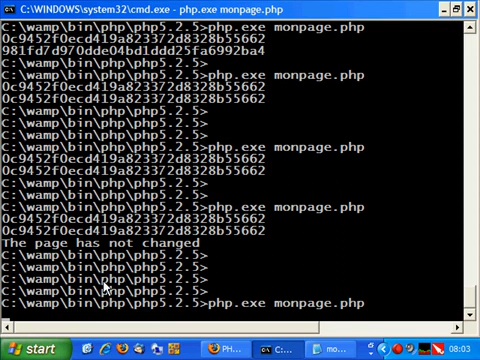 C:\WINDOWS\system32\cmd.exe - php.exe monpage.php
C:\wamp\bin\php\php5.2.5>php.exe monpage.php
0c9452f0ecd419a823372d8328b55662
981fd7d970dde04bd1ddd25fa6992ba4
C:\wamp\bin\php\php5.2.5>
C:\wamp\bin\php\php5.2.5>php.exe monpage.php
0c9452f0ecd419a823372d8328b55662
0c9452f0ecd419a823372d8328b55662
C:\wamp\bin\php\php5.2.5>
C:\wamp\bin\php\php5.2.5>
C:\wamp\bin\php\php5.2.5>
C:\wamp\bin\php\php5.2.5>php.exe monpage.php
0c9452f0ecd419a823372d8328b55662
0c9452f0ecd419a823372d8328b55662
C:\wamp\bin\php\php5.2.5>
C:\wamp\bin\php\php5.2.5>php.exe monpage.php
0c9452f0ecd419a823372d8328b55662
0c9452f0ecd419a823372d8328b55662
The page has not changed
C:\wamp\bin\php\php5.2.5>
C:\wamp\bin\php\php5.2.5>
C:\wamp\bin\php\php5.2.5>
C:\wamp\bin\php\php5.2.5>
C:\wamp\bin\php\php5.2.5>php.exe monpage.php
start PH... C:... mo... 08:03